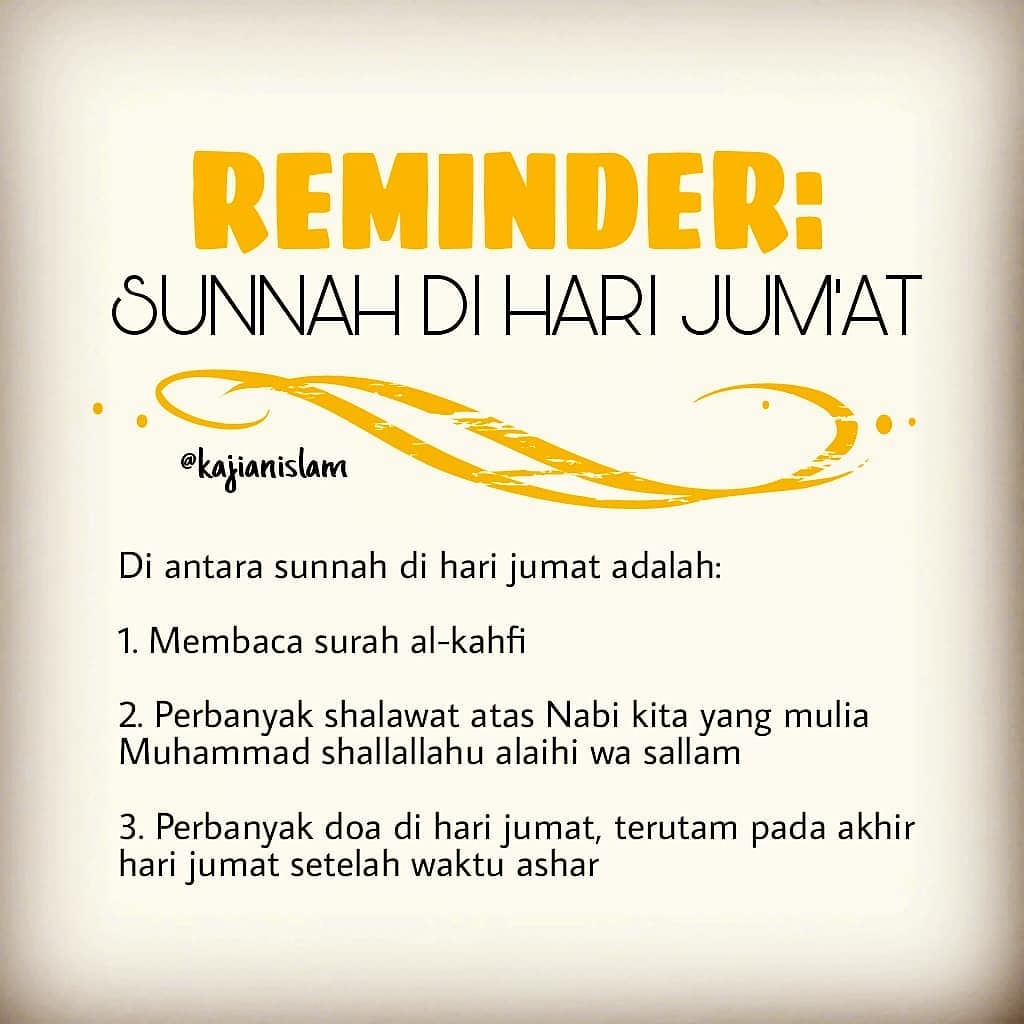 REMINDER:
SUNNAH DI HARI JUM'AT
@kajianislam
Di antara sunnah di hari jumat adalah:
1. Membaca surah al-kahfi
2. Perbanyak shalawat atas Nabi kita yang mulia
Muhammad shallallahu alaihi wa sallam
3. Perbanyak doa di hari jumat, terutam pada akhir
hari jumat setelah waktu ashar